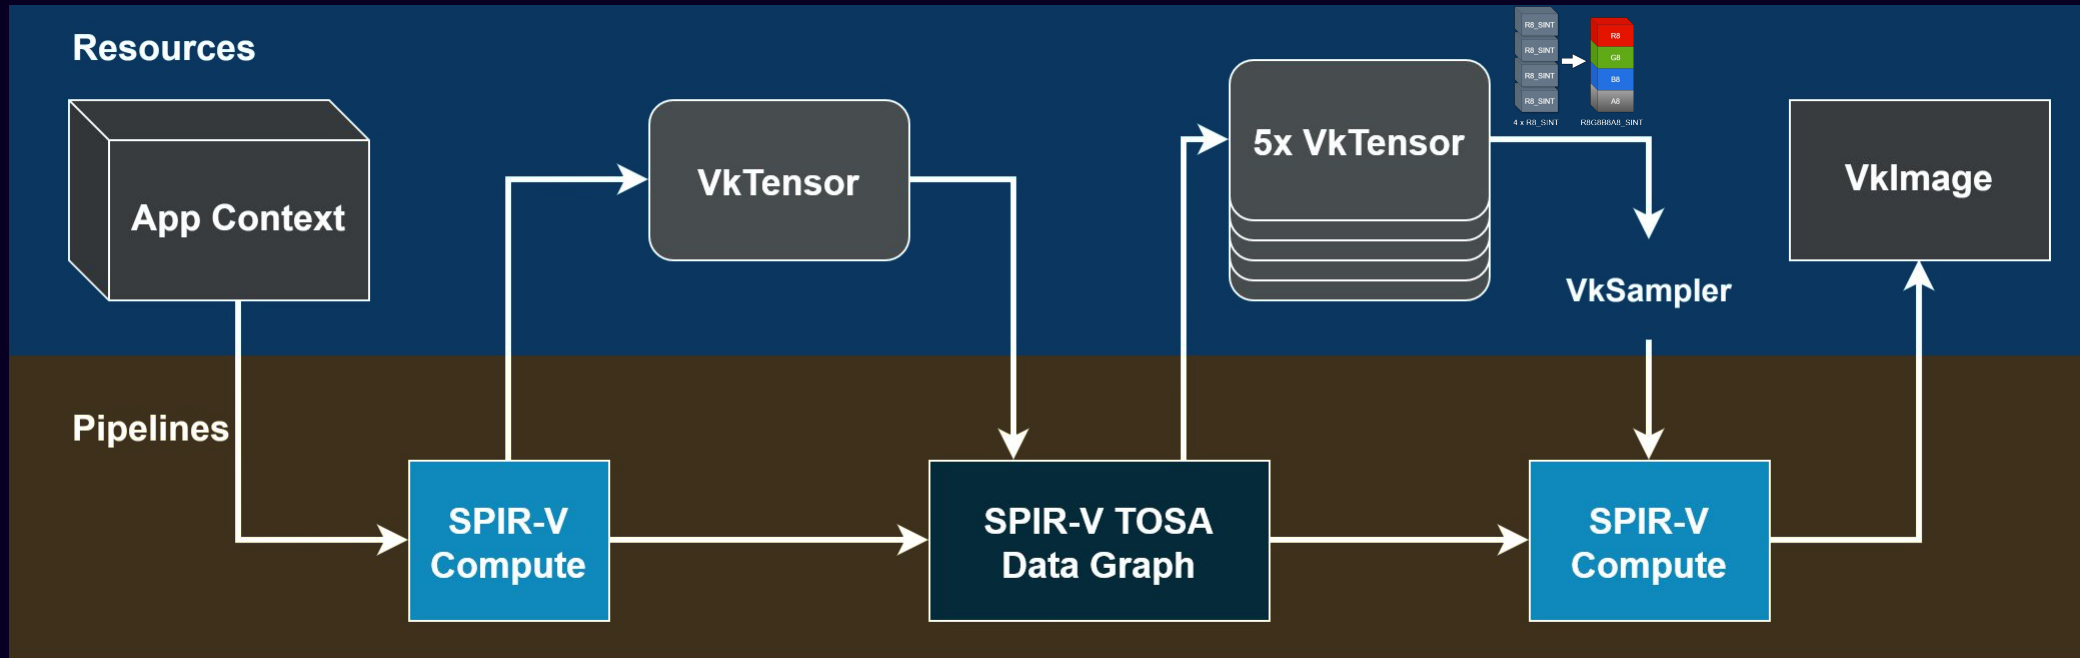 Resources
App Context
VkTensor
5x VkTensor
R8_SINT
R8_SINT
R8_SINT
R8_SINT
4 x R8_SINT
R8
G8
B8
A8
R8G8B8A8_SINT
VkSampler
VkImage
Pipelines
SPIR-V
Compute
SPIR-V TOSA
Data Graph
SPIR-V
Compute